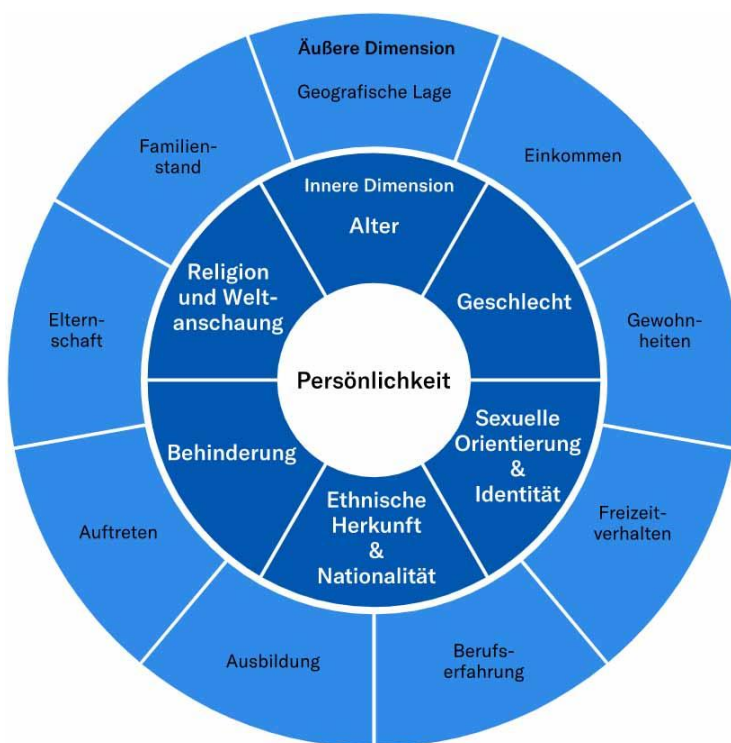 Äußere Dimension
Geografische Lage
Einkommen
Gewohn-
heiten
Freizeit-
verhalten
Berufs-
erfahrung
Ausbildung
Auftreten
Eltern-
schaft
Familien-
stand
Innere Dimension
Alter
Geschlecht
Sexuelle
Orientierung
&
Identität
Ethnische
Herkunft
&
Nationalität
Behinderung
Religion
und Welt-
anschaung
Persönlichkeit